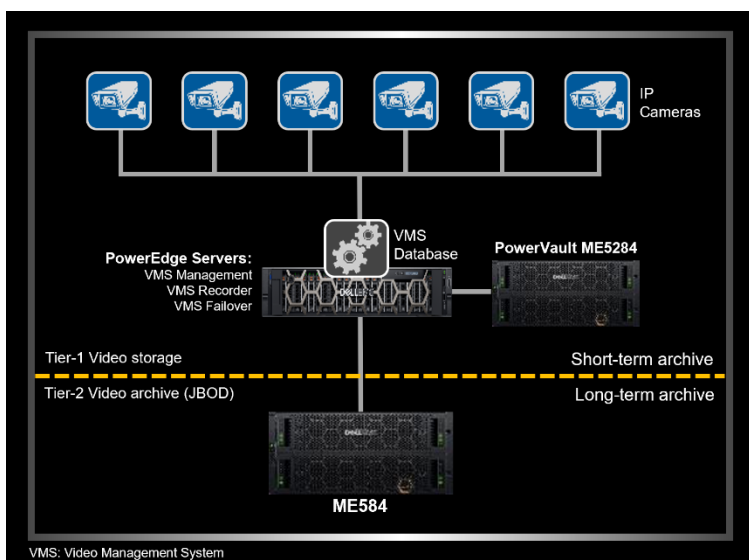 IP
Cameras
VMS
Database
PowerEdge Servers:
VMS Management
VMS Recorder
VMS Failover
PowerVault ME5284
Tier-1 Video storage
Short-term archive
Tier-2 Video archive (JBOD)
Long-term archive
ME584
VMS: Video Management System